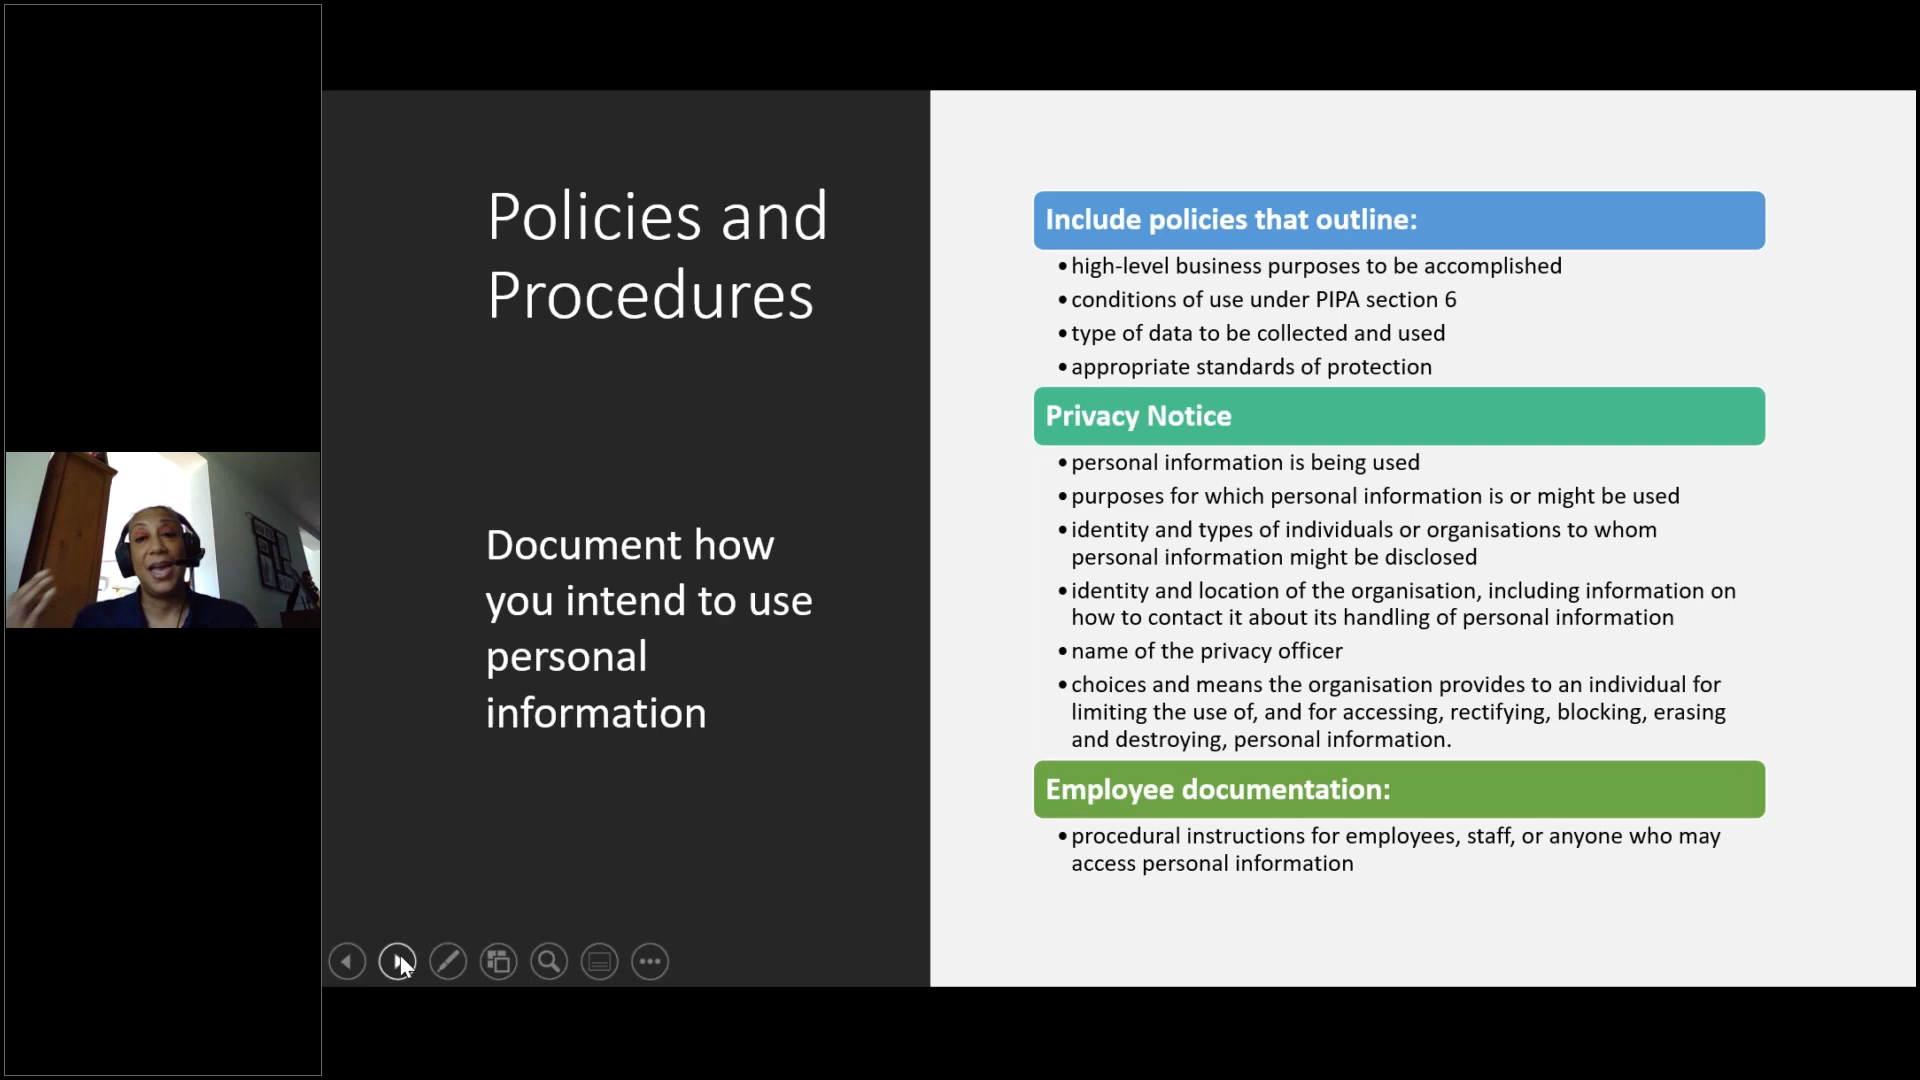 Policies and
Procedures
Document how
you intend to use
personal
information
Include policies that outline:
•high-level business purposes to be accomplished
•conditions of use under PIPA section 6
•type of data to be collected and used
•appropriate standards of protection
Privacy Notice
•personal information is being used
•purposes for which personal information is or might be used
•identity and types of individuals or organisations to whom
personal information might be disclosed
•identity and location of the organisation, including information on
how to contact it about its handling of personal information
•name of the privacy officer
•choices and means the organisation provides to an individual for
limiting the use of, and for accessing, rectifying, blocking, erasing
and destroying, personal information.
Employee documentation:
•procedural instructions for employees, staff, or anyone who may
access personal information